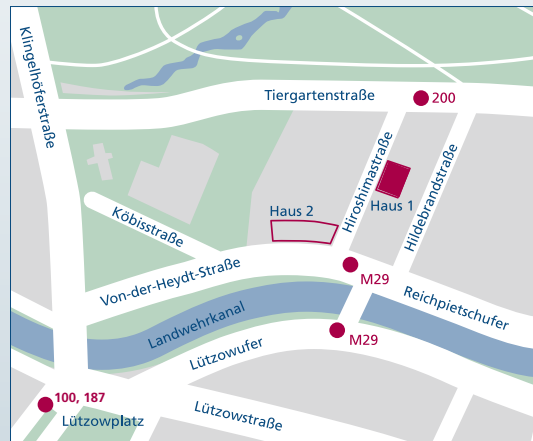 Klingelhöferstraße
Tiergartenstraße
200
Hiroshimastraße
Haus 1
Hildebrandstraße
Haus 2
Köbisstraße
Von-der-Heydt-Straße
M29
Reichpietschufer
Landwehrkanal
M29
Lützowufer
100, 187
Lützowplatz
Lützowstraße